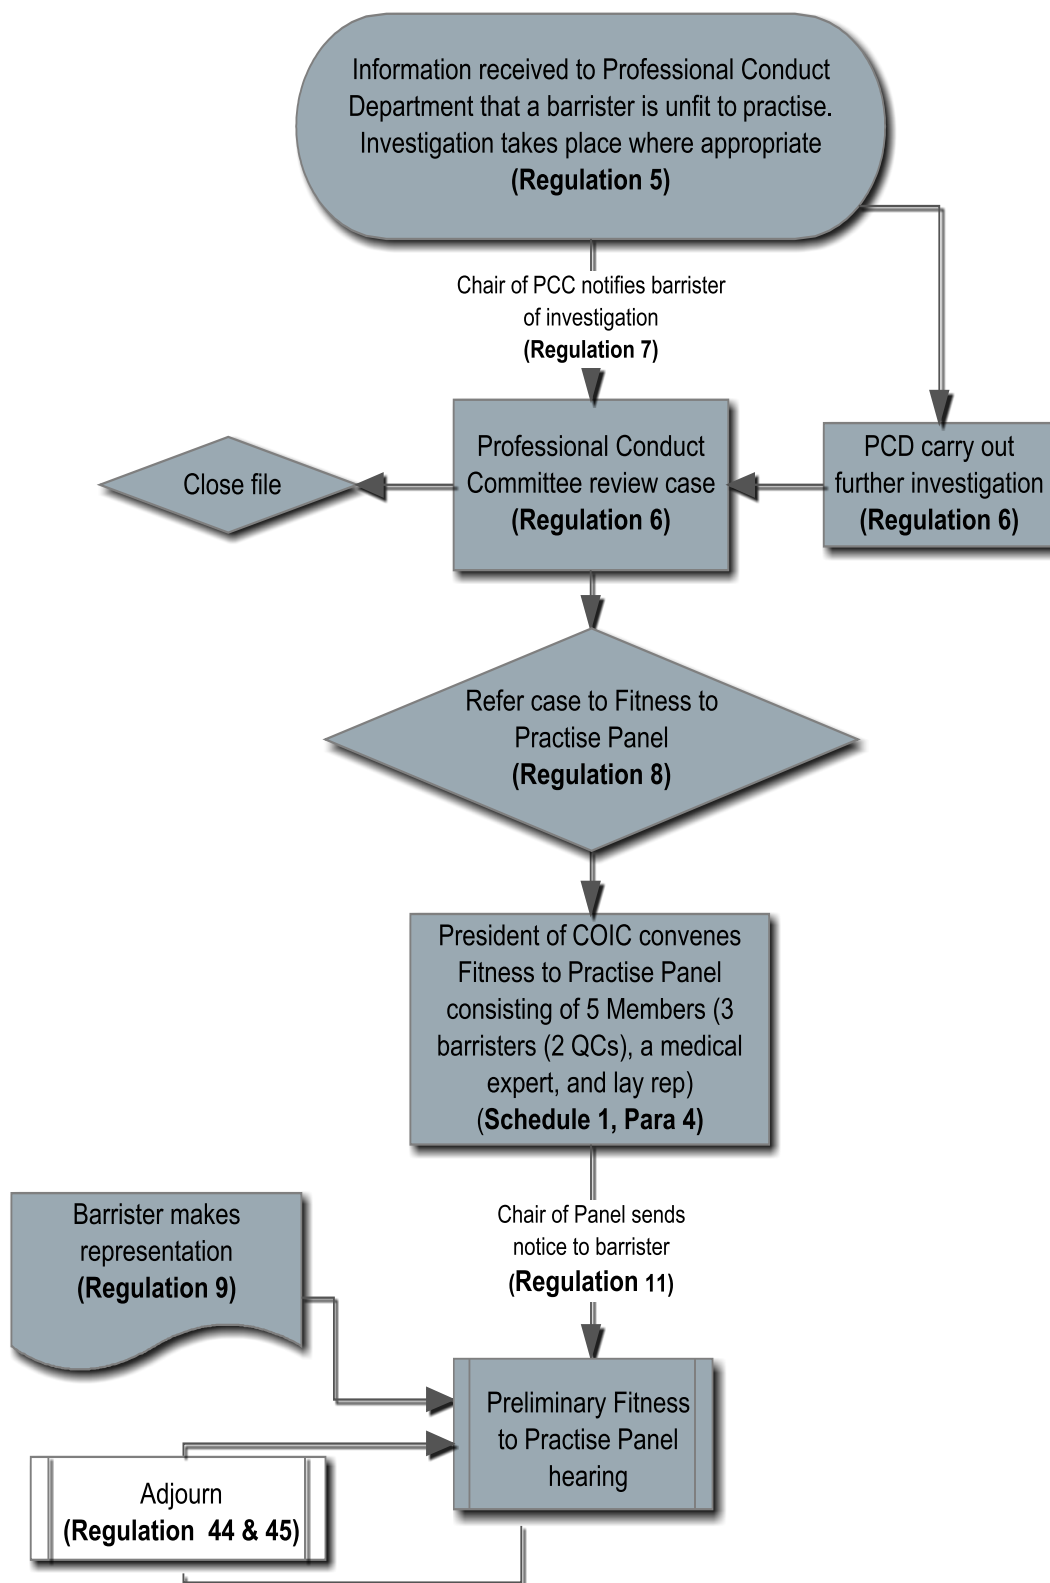 Information received to Professional Conduct
Department that a barrister is unfit to practise.
Investigation takes place where appropriate
(Regulation 5)
Chair of PCC notifies barrister
of investigation
(Regulation 7)
Close file
Professional Conduct
Committee review case
(Regulation 6)
PCD carry out
further investigation
(Regulation 6)
Refer case to Fitness to
Practise Panel
(Regulation 8)
President of COIC convenes
Fitness to Practise Panel
consisting of 5 Members (3
barristers (2 QCs), a medical
expert, and lay rep)
(Schedule 1, Para 4)
Barrister makes
representation
(Regulation 9)
Chair of Panel sends
notice to barrister
(Regulation 11)
Preliminary Fitness
to Practise Panel
hearing
Adjourn
(Regulation  44 & 45)